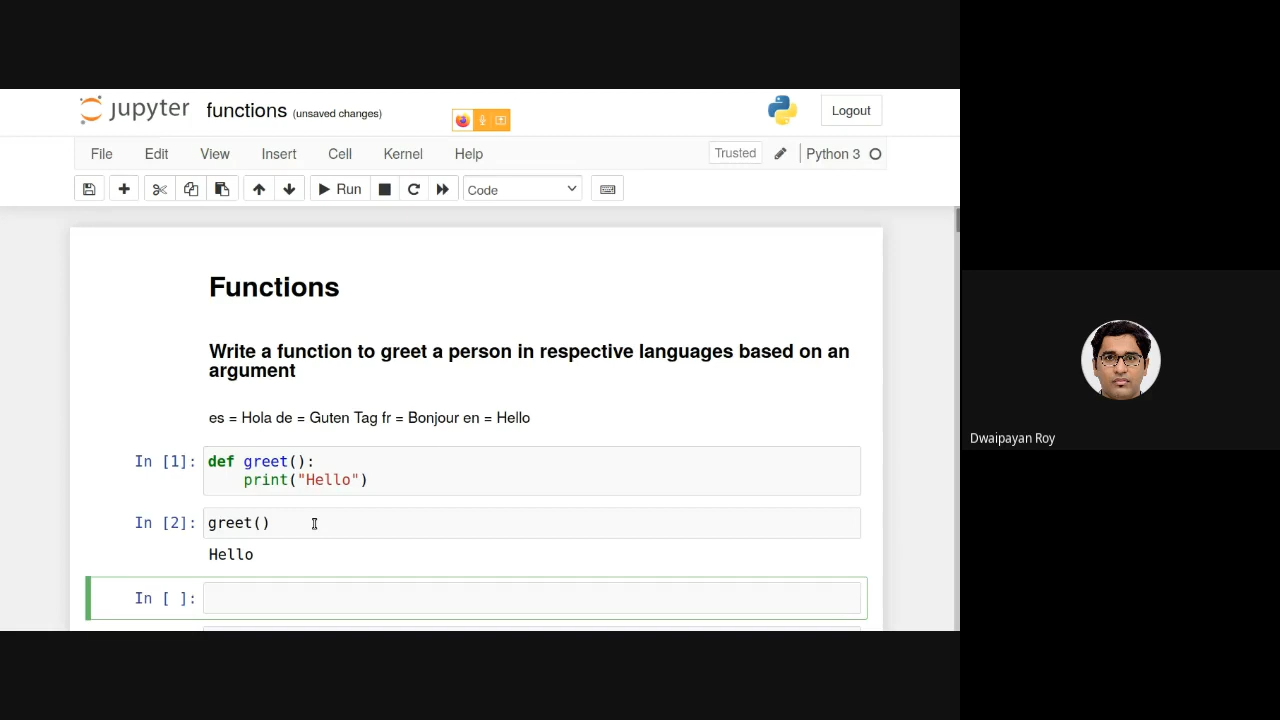 jupyter functions (unsaved changes) Logout
File Edit View Insert Cell Kernel Help Trusted Python 3
Run Code
Functions
Write a function to greet a person in respective languages based on an
argument
es = Hola de = Guten Tag fr = Bonjour en = Hello
In [1]: def greet():
print("Hello")
In [2]: greet()
Hello
In [ ]:
Dwaipayan Roy